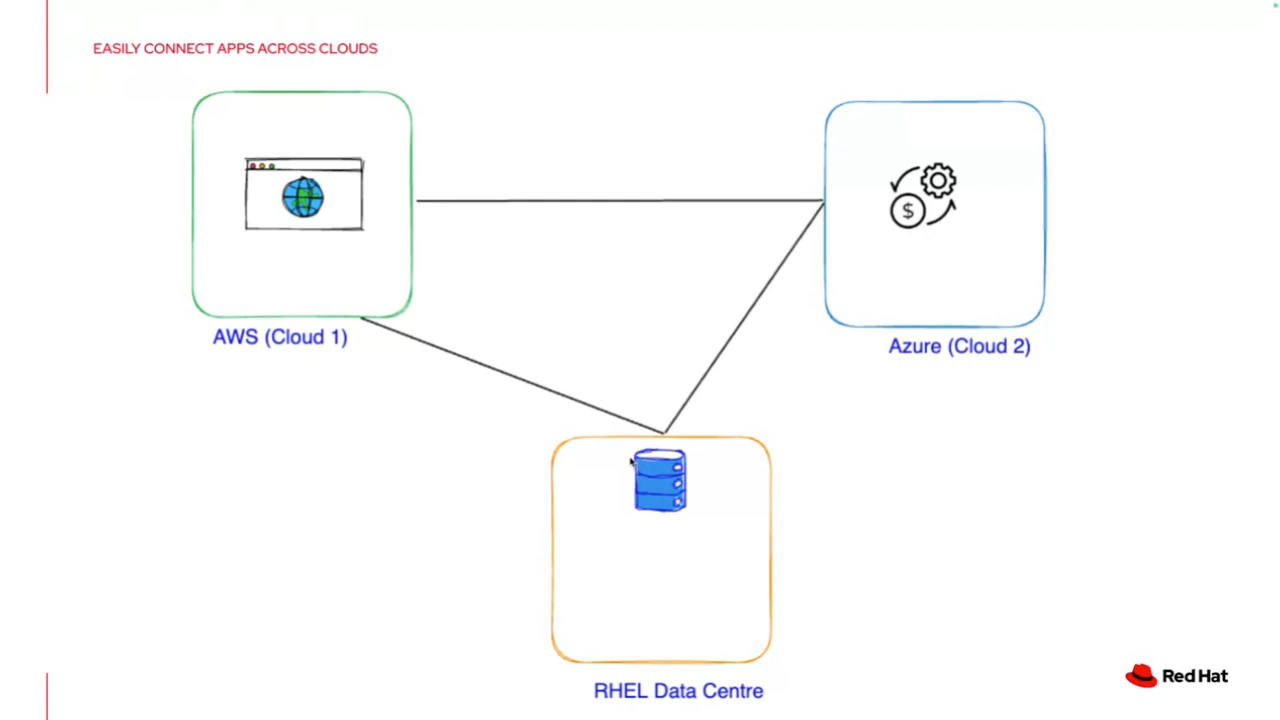 EASILY CONNECT APPS ACROSS CLOUDS
$
AWS (Cloud 1)
Azure (Cloud 2)
RHEL Data Centre
Red Hat